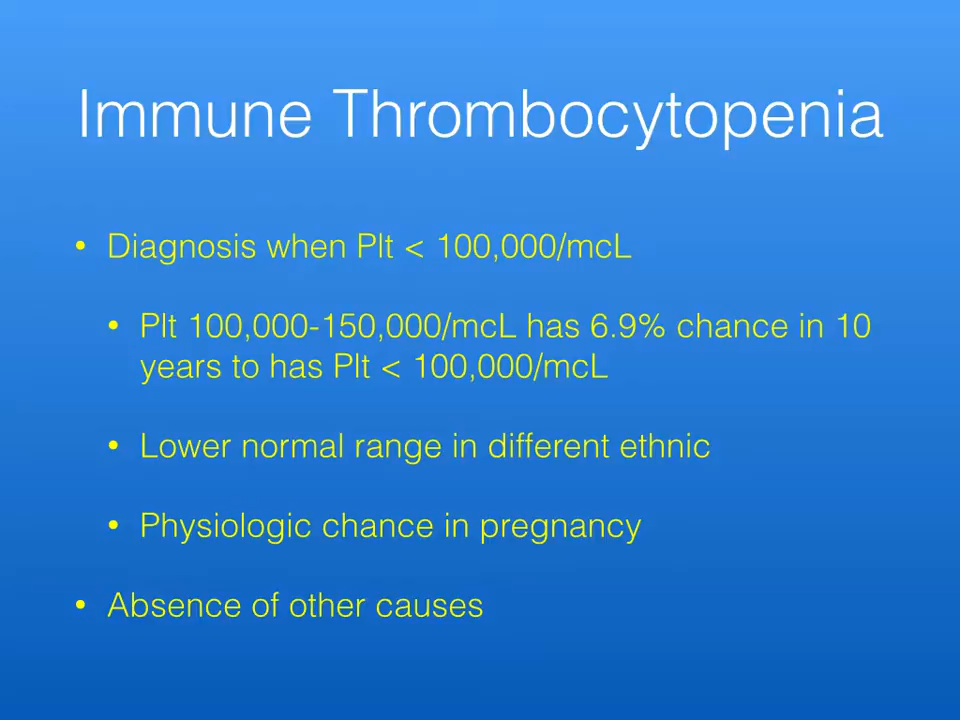 Immune Thrombocytopenia
• Diagnosis when Plt < 100,000/mcL
• Plt 100,000-150,000/mcL has 6.9% chance in 10
years to has Plt < 100,000/mcL
• Lower normal range in different ethnic
• Physiologic chance in pregnancy
• Absence of other causes